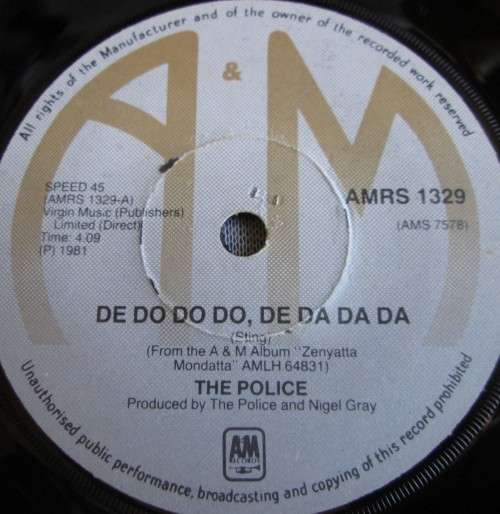 All rights of the Manufacturer and of the owner of the recorded work reserved
A & M
SPEED 45
(AMRS 1329-A)
Virgin Music (Publishers)
Limited (Direct)
Time: 4.09
(P) 1981
AMRS 1329
(AMS 7578)
DE DO DO DO, DE DA DA DA
(Sting)
(From the A & M Album "Zenyatta
Mondatta" AMLH 64831)
THE POLICE
Produced by The Police and Nigel Gray
AM
RECORDS
Unauthorised public performance, broadcasting and copying of this record prohibited